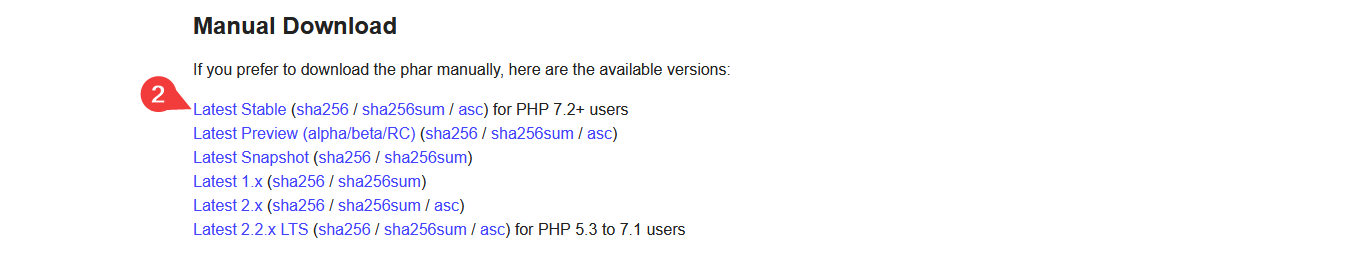 Manual Download
If you prefer to download the phar manually, here are the available versions:
2
Latest Stable (sha256 / sha256sum / asc) for PHP 7.2+ users
Latest Preview (alpha/beta/RC) (sha256 / sha256sum / asc)
Latest Snapshot (sha256 / sha256sum)
Latest 1.x (sha256 / sha256sum)
Latest 2.x (sha256 / sha256sum / asc)
Latest 2.2.x LTS (sha256 / sha256sum / asc) for PHP 5.3 to 7.1 users